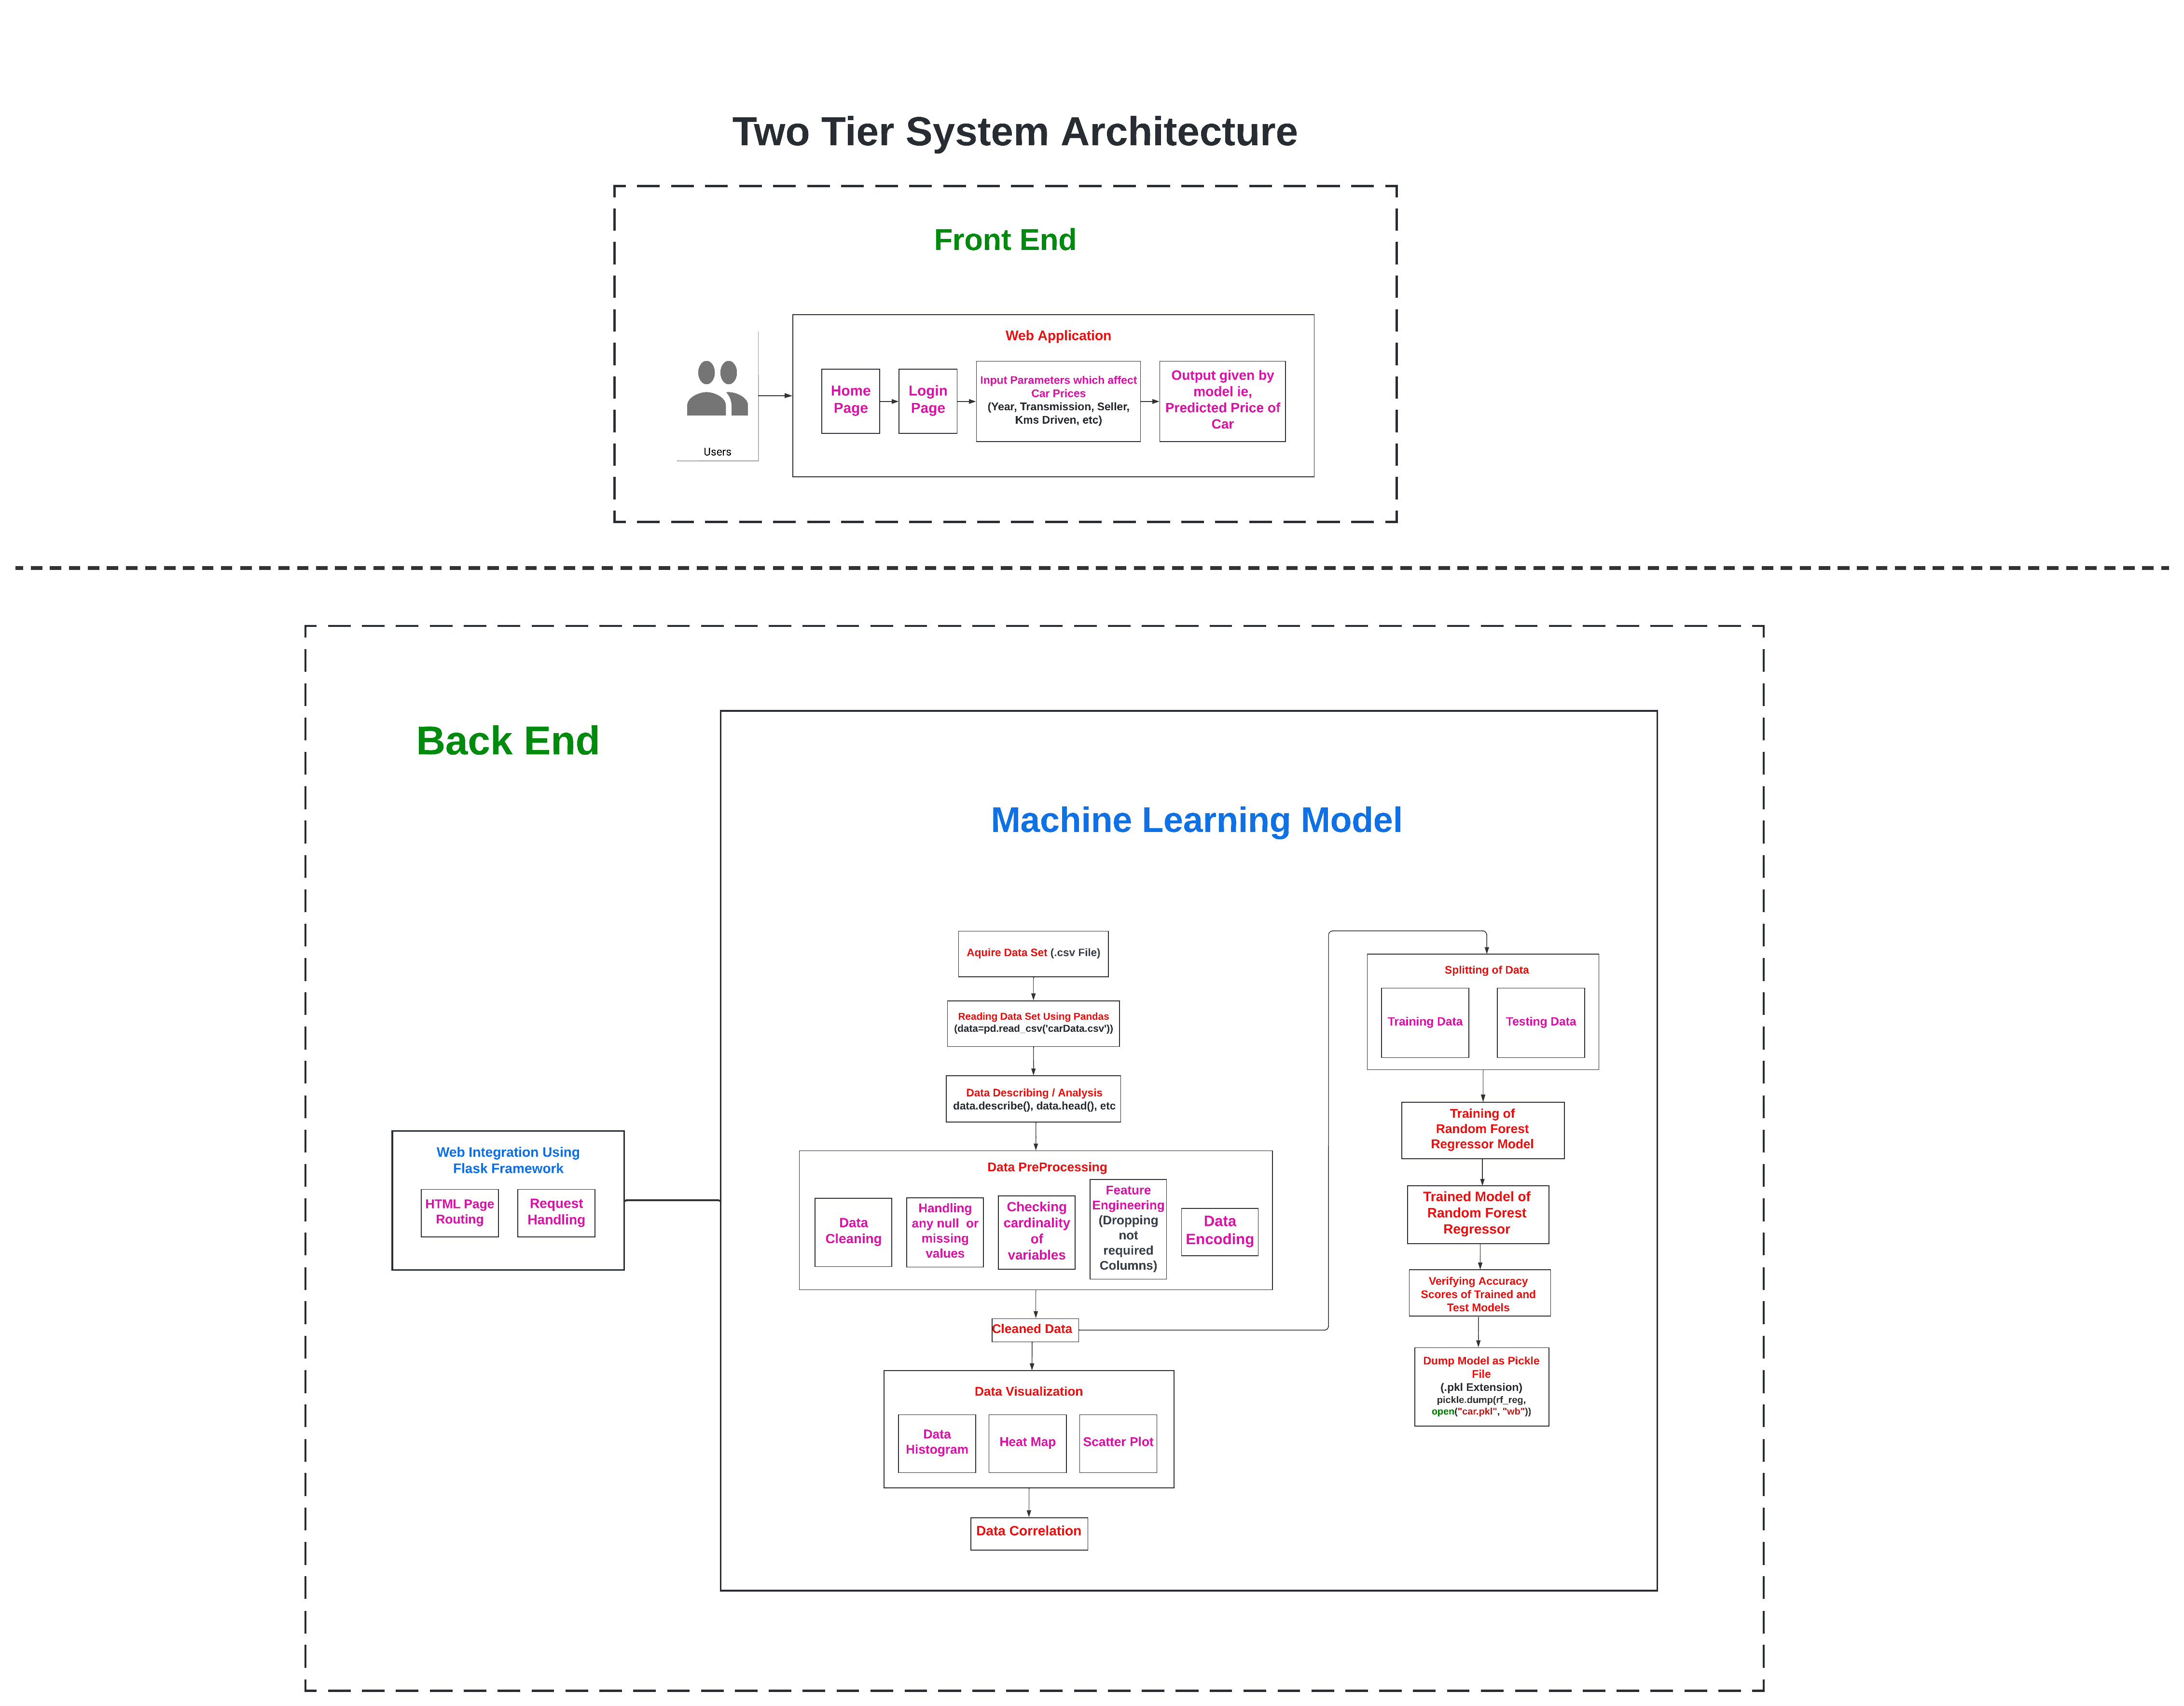 Two Tier System Architecture
Front End
Users
Web Application
Home
Page
Login
Page
Input Parameters which affect
Car Prices
(Year, Transmission, Seller,
Kms Driven, etc)
Output given by
model ie,
Predicted Price of
Car
Back End
Web Integration Using
Flask Framework
HTML Page
Routing
Request
Handling
Machine Learning Model
Aquire Data Set (.csv File)
Reading Data Set Using Pandas
(data=pd.read_csv('carData.csv'))
Data Describing / Analysis
data.describe(), data.head(), etc
Data PreProcessing
Data
Cleaning
Handling
any null or
missing
values
Checking
cardinality
of
variables
Feature
Engineering
(Dropping
not
required
Columns)
Data
Encoding
Cleaned Data
Data Visualization
Data
Histogram
Heat Map
Scatter Plot
Data Correlation
Splitting of Data
Training Data
Testing Data
Training of
Random Forest
Regressor Model
Trained Model of
Random Forest
Regressor
Verifying Accuracy
Scores of Trained and
Test Models
Dump Model as Pickle
File
(.pkl Extension)
pickle.dump(rf_reg,
open("car.pkl", "wb"))